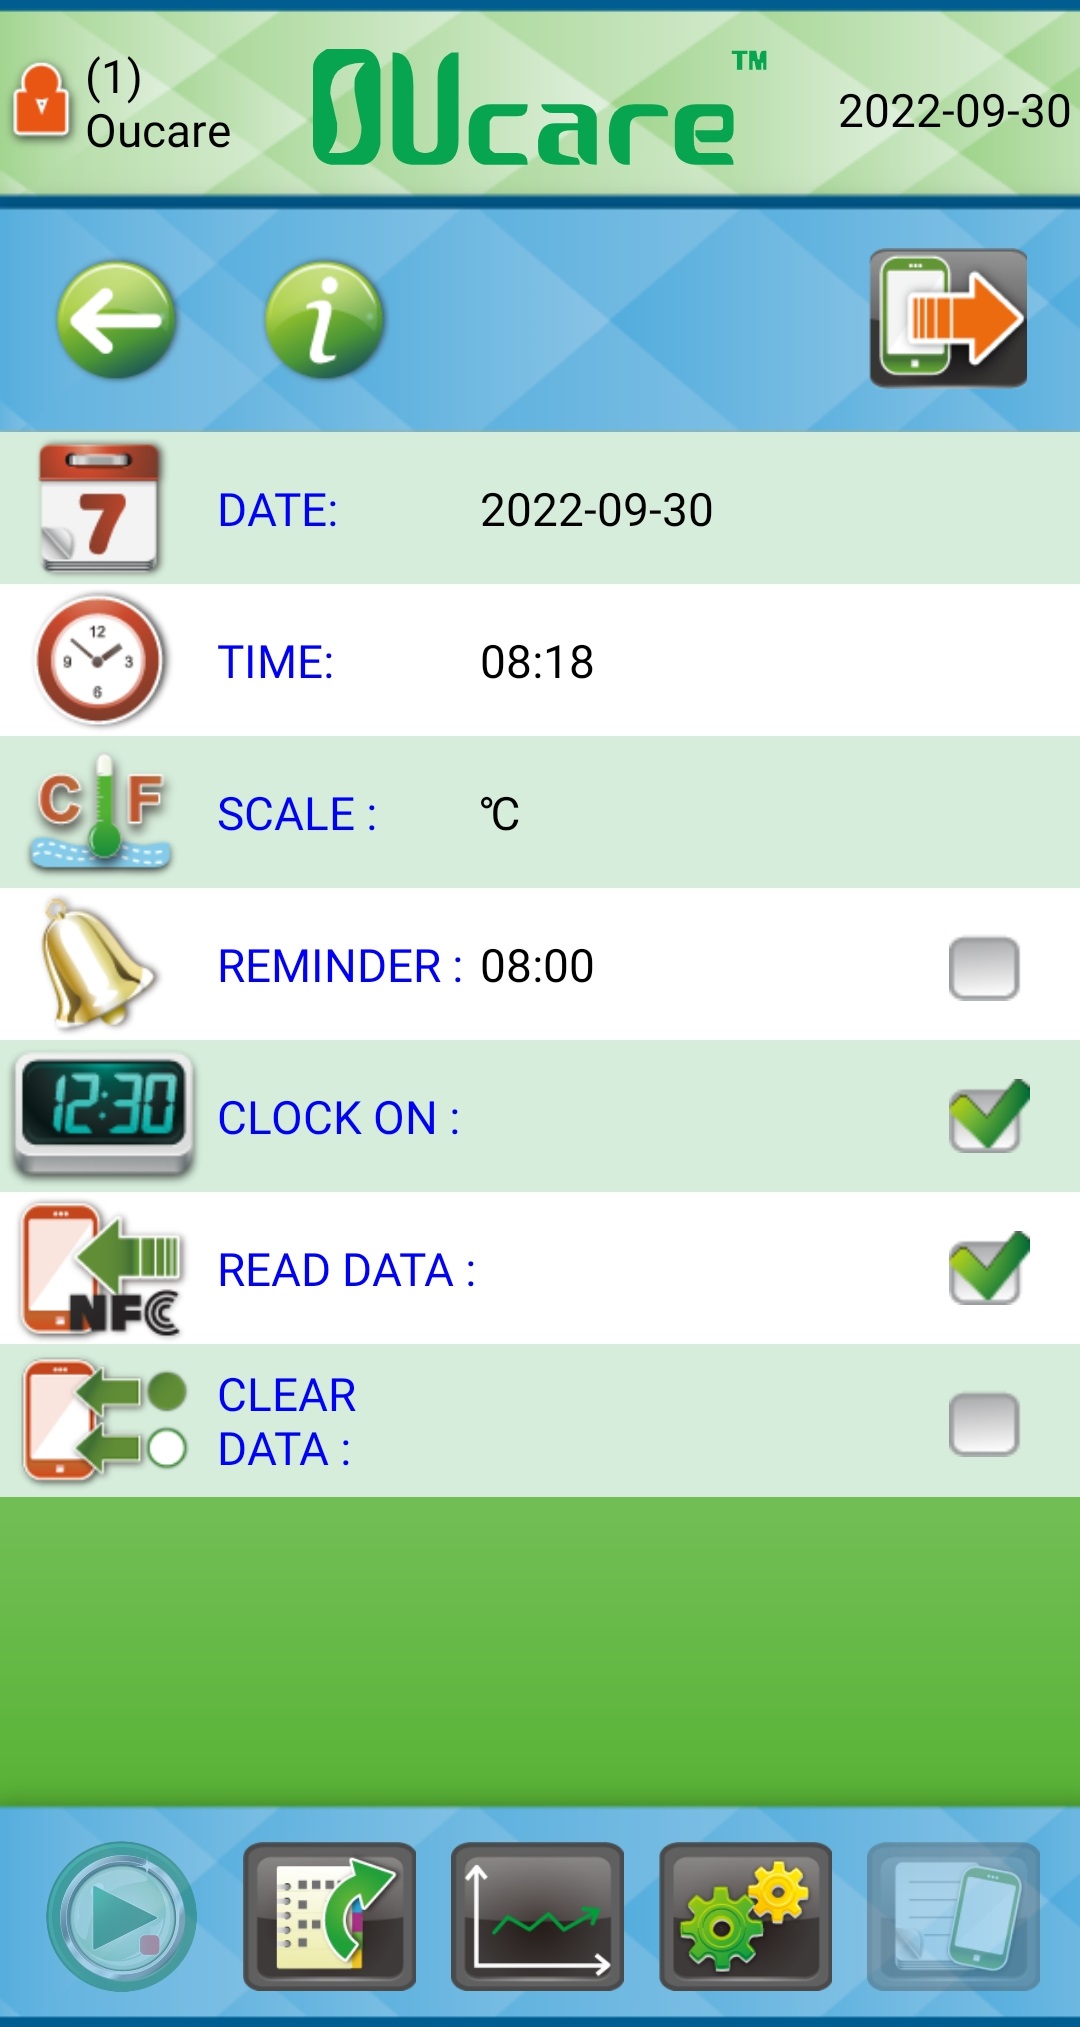 (1)
Oucare
OUcare™
2022-09-30
7
DATE: 2022-09-30
12
9 3
6
TIME: 08:18
C F
SCALE : ℃
REMINDER : 08:00
12:30
CLOCK ON :
NFC
READ DATA :
CLEAR
DATA :